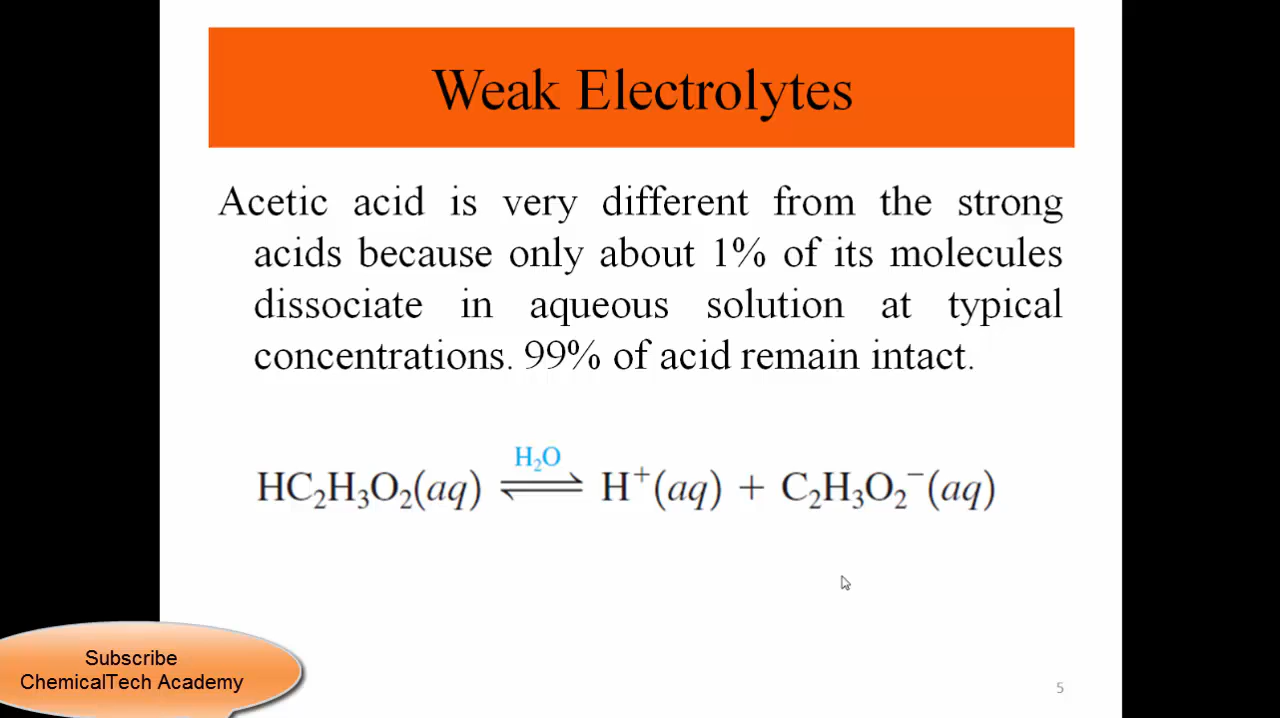 Weak Electrolytes
Acetic acid is very different from the strong
acids because only about 1% of its molecules
dissociate in aqueous solution at typical
concentrations. 99% of acid remain intact.
H₂O
HC₂H₃O₂(aq) ⇌ H⁺(aq) + C₂H₃O₂⁻(aq)
Subscribe
ChemicalTech Academy
5